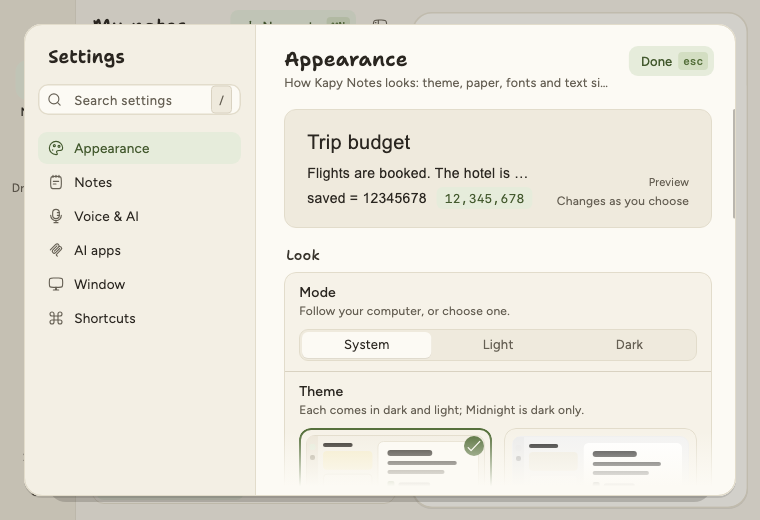 Settings
Search settings /
Appearance
Notes
Voice & AI
AI apps
Window
Shortcuts
Appearance
Done esc
How Kapy Notes looks: theme, paper, fonts and text si…
Trip budget
Flights are booked. The hotel is …
saved = 12345678 12,345,678
Preview
Changes as you choose
Look
Mode
Follow your computer, or choose one.
System Light Dark
Theme
Each comes in dark and light; Midnight is dark only.